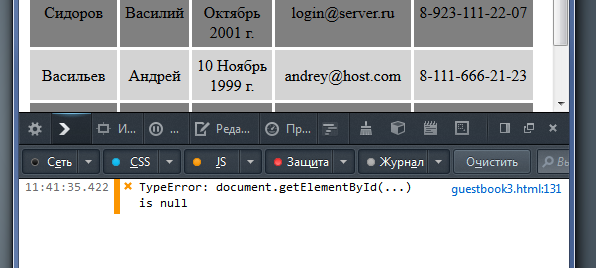 Сидоров Василий Октябрь 2001 г. login@server.ru 8-923-111-22-07
Васильев Андрей 10 Ноябрь 1999 г. andrey@host.com 8-111-666-21-23
И... Реда... Пр...
Сеть CSS JS Защита Журнал Очистить Вы
11:41:35.422 TypeError: document.getElementById(...) guestbook3.html:131
is null